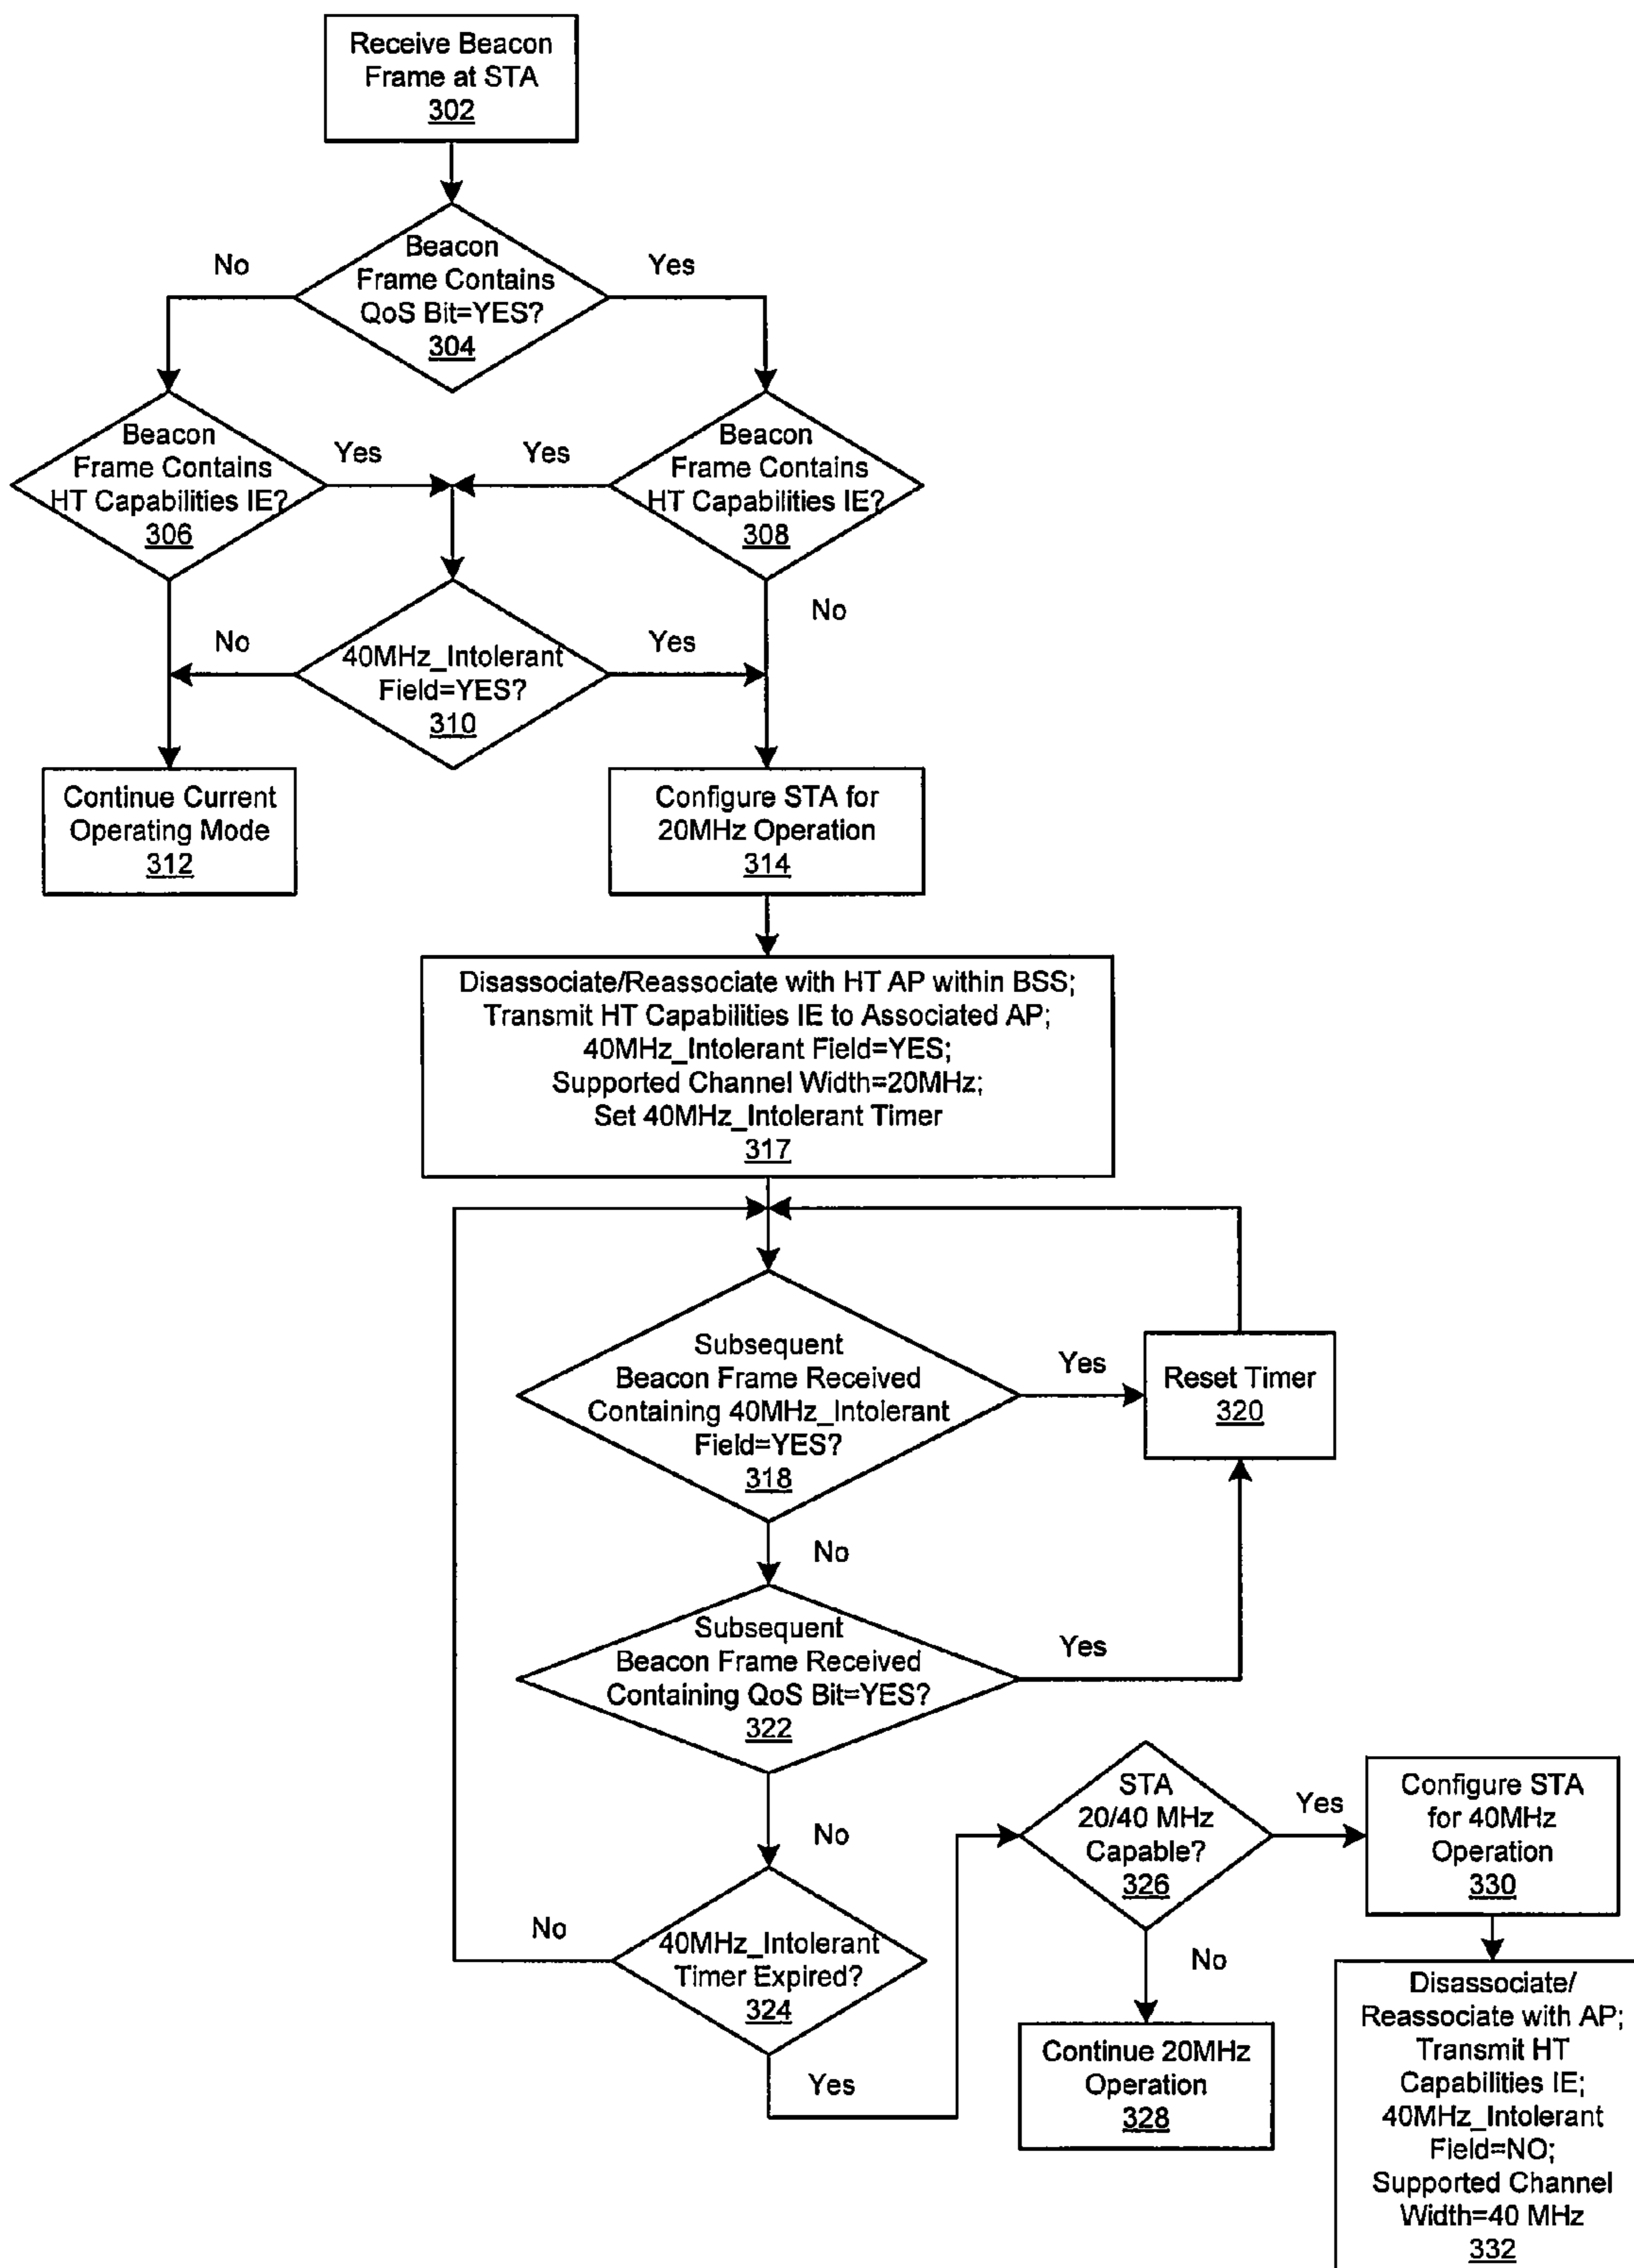 Receive Beacon
Frame at STA
302
Beacon
Frame Contains
QoS Bit=YES?
304
No
Yes
Beacon
Frame Contains
HT Capabilities IE?
306
Yes
Yes
Beacon
Frame Contains
HT Capabilities IE?
308
No
No
Yes
40MHz_Intolerant
Field=YES?
310
Continue Current
Operating Mode
312
Configure STA for
20MHz Operation
314
Disassociate/Reassociate with HT AP within BSS;
Transmit HT Capabilities IE to Associated AP;
40MHz_Intolerant Field=YES;
Supported Channel Width=20MHz;
Set 40MHz_Intolerant Timer
317
Subsequent
Beacon Frame Received
Containing 40MHz_Intolerant
Field=YES?
318
Yes
Reset Timer
320
No
Subsequent
Beacon Frame Received
Containing QoS Bit=YES?
322
Yes
No
40MHz_Intolerant
Timer Expired?
324
No
Yes
STA
20/40 MHz
Capable?
326
Yes
No
Configure STA
for 40MHz
Operation
330
Continue 20MHz
Operation
328
Disassociate/
Reassociate with AP;
Transmit HT
Capabilities IE;
40MHz_Intolerant
Field=NO;
Supported Channel
Width=40 MHz
332